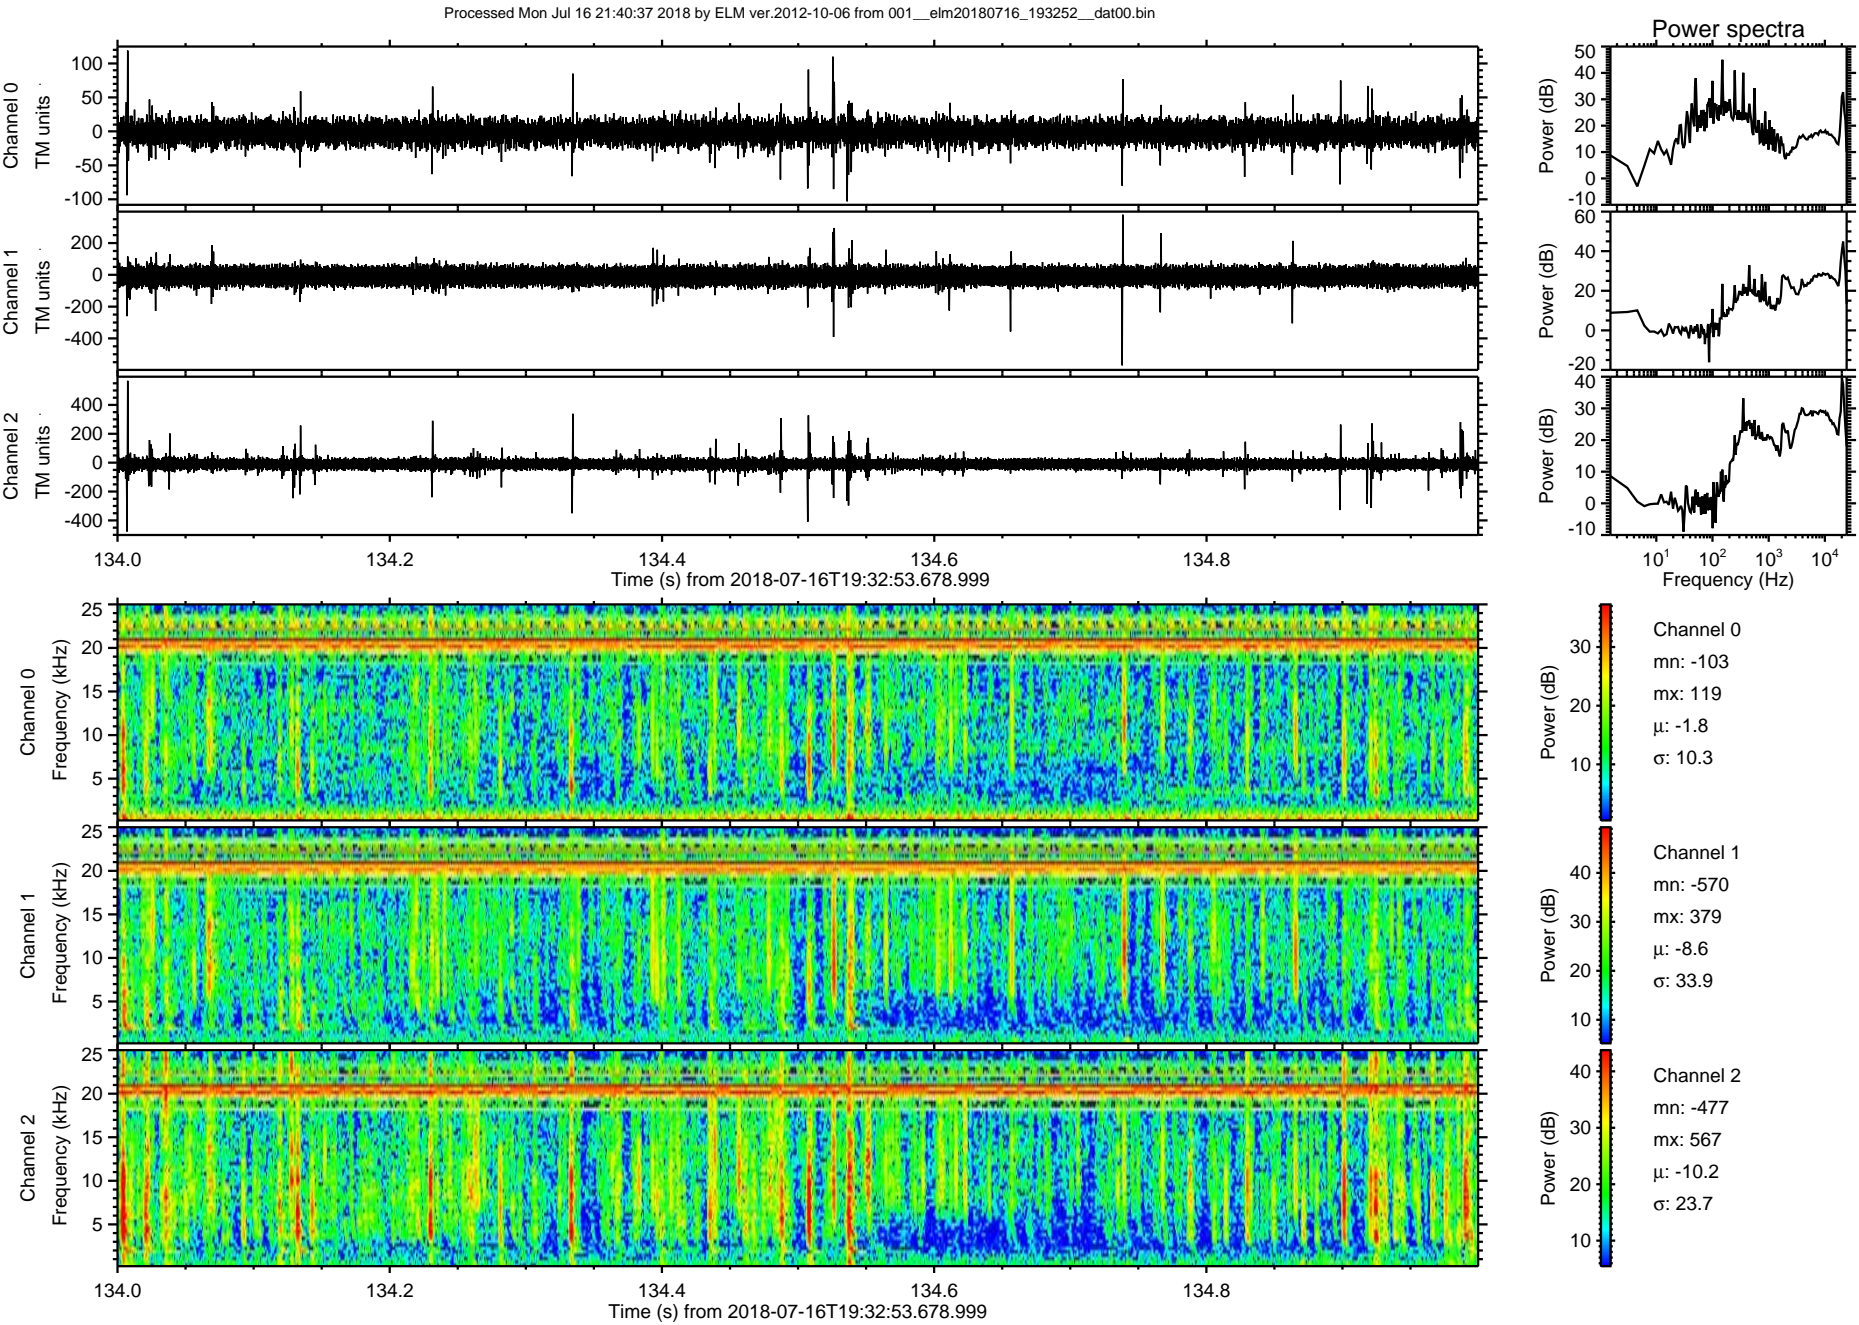 Processed Mon Jul 16 21:40:37 2018 by ELM ver.2012-10-06 from 001__elm20180716_193252__dat00.bin
Power spectra
Channel 0
TM units
100
50
0
-50
-100
Power (dB)
50
40
30
20
10
0
-10
Channel 1
TM units
200
0
-200
-400
Power (dB)
60
40
20
0
-20
Channel 2
TM units
400
200
0
-200
-400
Power (dB)
40
30
20
10
0
-10
134.0 134.2 134.4 134.6 134.8
Time (s) from 2018-07-16T19:32:53.678.999
10¹ 10² 10³ 10⁴
Frequency (Hz)
Channel 0
Frequency (kHz)
25
20
15
10
5
Power (dB)
30
20
10
Channel 0
mn: -103
mx: 119
μ: -1.8
σ: 10.3
Channel 1
Frequency (kHz)
25
20
15
10
5
Power (dB)
40
30
20
10
Channel 1
mn: -570
mx: 379
μ: -8.6
σ: 33.9
Channel 2
Frequency (kHz)
25
20
15
10
5
Power (dB)
40
30
20
10
Channel 2
mn: -477
mx: 567
μ: -10.2
σ: 23.7
134.0 134.2 134.4 134.6 134.8
Time (s) from 2018-07-16T19:32:53.678.999